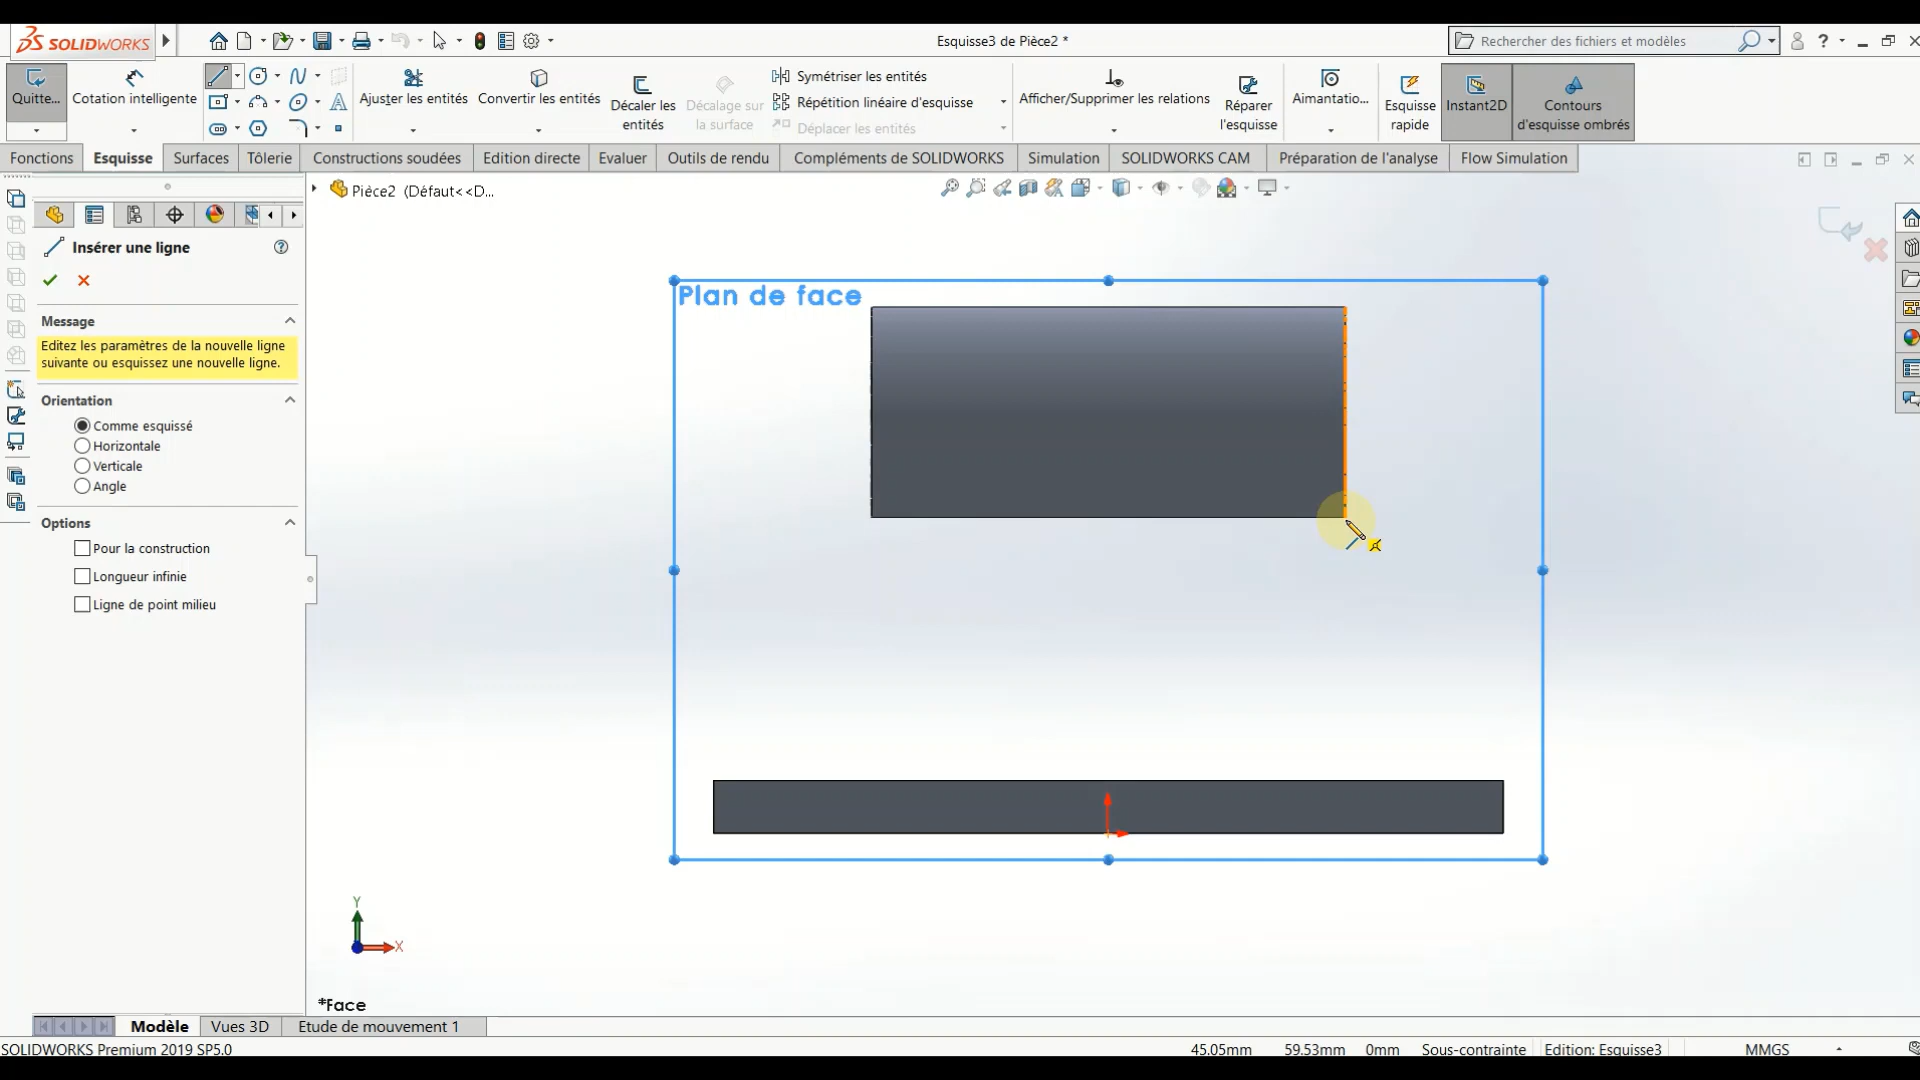 SOLIDWORKS
Esquisse3 de Pièce2 *
Rechercher des fichiers et modèles
?
Quitte...
Cotation intelligente
Ajuster les entités
Convertir les entités
Décaler les
entités
Décalage sur
la surface
Symétriser les entités
Répétition linéaire d'esquisse
Déplacer les entités
Afficher/Supprimer les relations
Réparer
l'esquisse
Aimantatio...
Esquisse
rapide
Instant2D
Contours
d'esquisse ombrés
Fonctions
Esquisse
Surfaces
Tôlerie
Constructions soudées
Edition directe
Evaluer
Outils de rendu
Compléments de SOLIDWORKS
Simulation
SOLIDWORKS CAM
Préparation de l'analyse
Flow Simulation
Pièce2 (Défaut<<D...
Insérer une ligne
?
Message
Editez les paramètres de la nouvelle ligne
suivante ou esquissez une nouvelle ligne.
Orientation
Comme esquissé
Horizontale
Verticale
Angle
Options
Pour la construction
Longueur infinie
Ligne de point milieu
Plan de face
Y
X
*Face
Modèle
Vues 3D
Etude de mouvement 1
SOLIDWORKS Premium 2019 SP5.0
45.05mm
59.53mm
0mm
Sous-contrainte
Edition: Esquisse3
MMGS